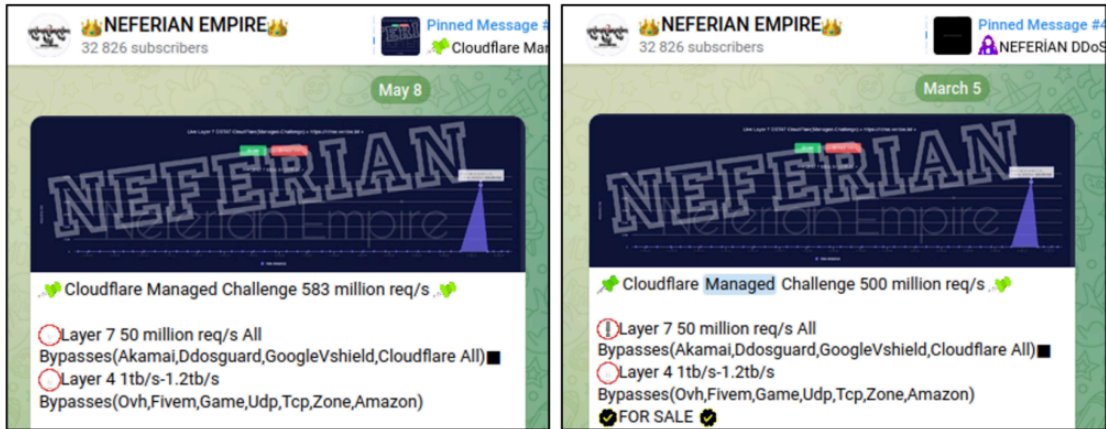 👑NEFERIAN EMPIRE👑
32 826 subscribers
Pinned Message #
Cloudflare Mar
May 8
NEFERIAN
Neferian Empire
Cloudflare Managed Challenge 583 million req/s
Layer 7 50 million req/s All
Bypasses(Akamai,Ddosguard,GoogleVshield,Cloudflare All)■
Layer 4 1tb/s-1.2tb/s
Bypasses(Ovh,Fivem,Game,Udp,Tcp,Zone,Amazon)
👑NEFERIAN EMPIRE👑
32 826 subscribers
Pinned Message #4
NEFERİAN DDoS
March 5
NEFERIAN
Neferian Empire
Cloudflare Managed Challenge 500 million req/s
Layer 7 50 million req/s All
Bypasses(Akamai,Ddosguard,GoogleVshield,Cloudflare All)■
Layer 4 1tb/s-1.2tb/s
Bypasses(Ovh,Fivem,Game,Udp,Tcp,Zone,Amazon)
FOR SALE